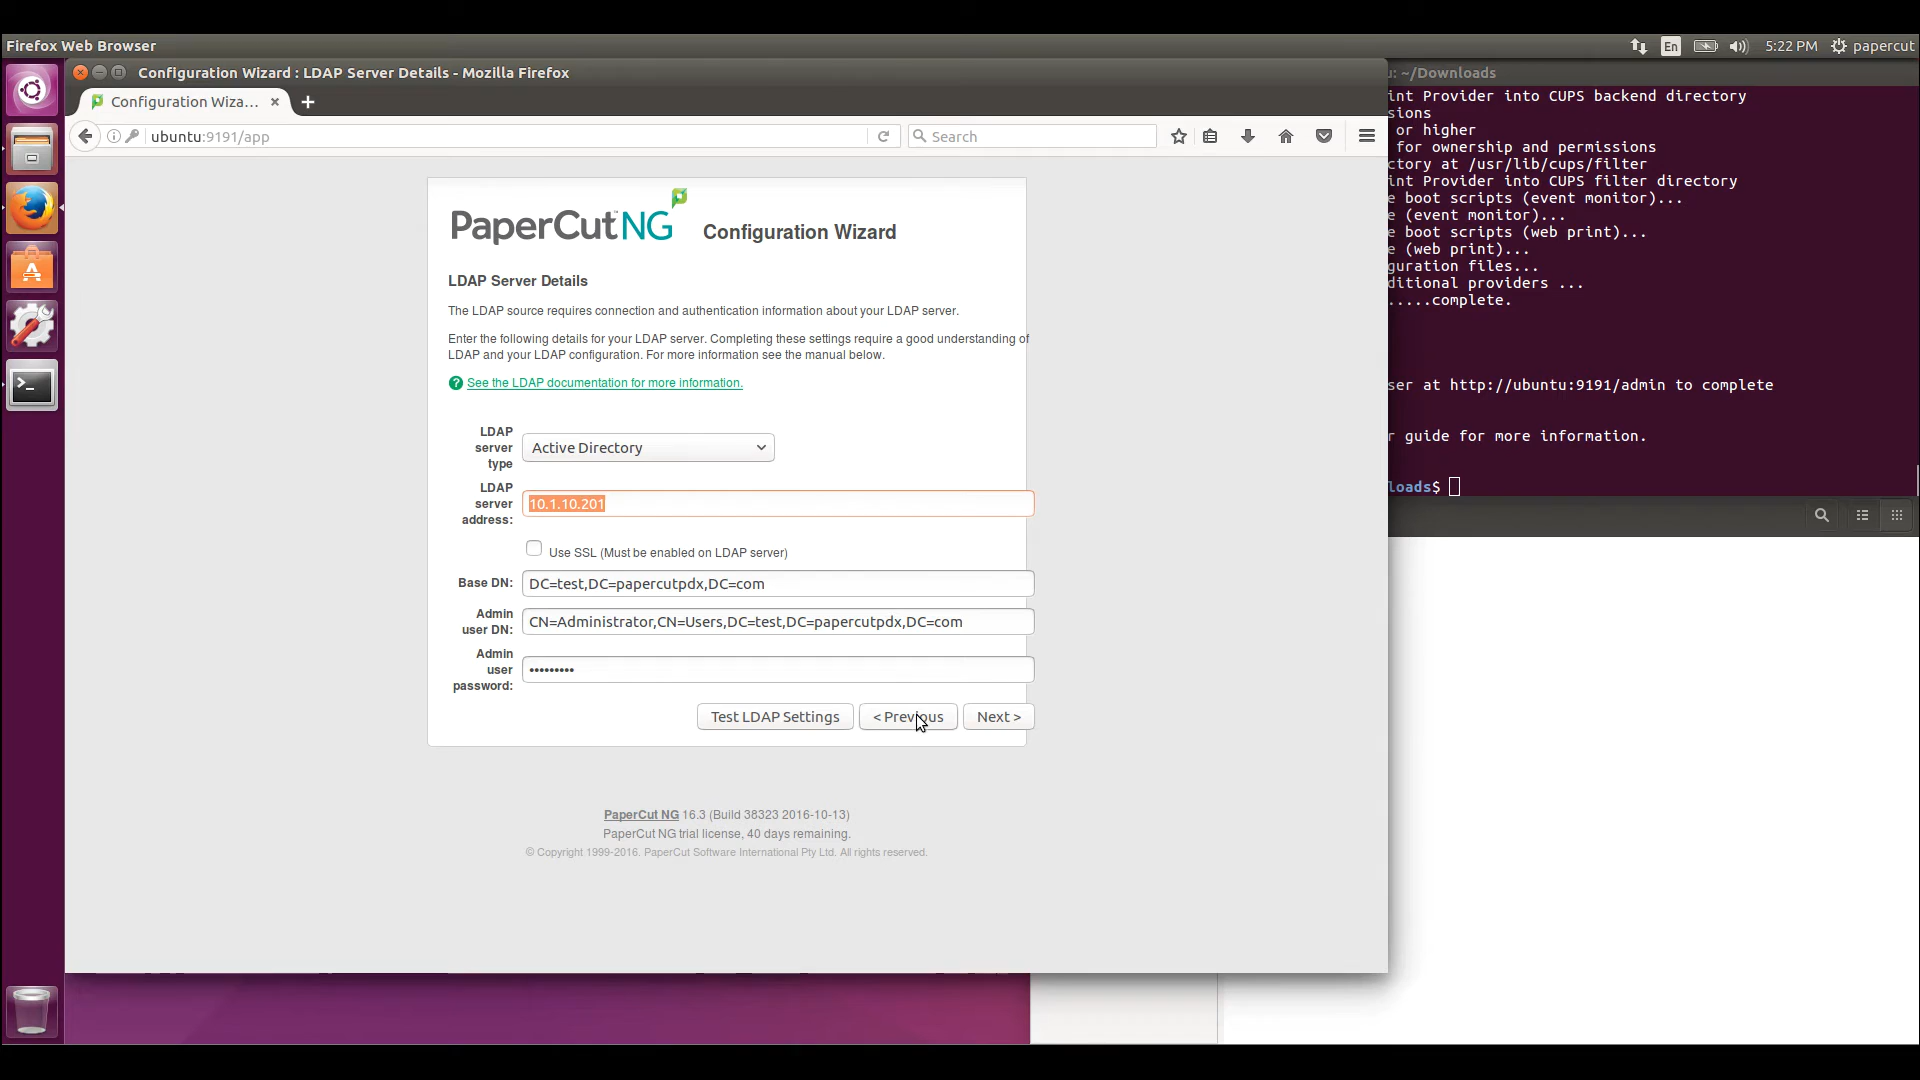 Firefox Web Browser
En
5:22 PM
papercut
Configuration Wizard : LDAP Server Details - Mozilla Firefox
u: ~/Downloads
Configuration Wiza...
ubuntu:9191/app
Search
int Provider into CUPS backend directory
sions
or higher
for ownership and permissions
ctory at /usr/lib/cups/filter
int Provider into CUPS filter directory
e boot scripts (event monitor)...
e (event monitor)...
e boot scripts (web print)...
e (web print)...
guration files...
ditional providers ...
.....complete.
ser at http://ubuntu:9191/admin to complete
r guide for more information.
loads$
PaperCut NG
Configuration Wizard
LDAP Server Details
The LDAP source requires connection and authentication information about your LDAP server.
Enter the following details for your LDAP server. Completing these settings require a good understanding of
LDAP and your LDAP configuration. For more information see the manual below.
? See the LDAP documentation for more information.
LDAP
server
type
Active Directory
LDAP
server
address:
10.1.10.201
Use SSL (Must be enabled on LDAP server)
Base DN:
DC=test,DC=papercutpdx,DC=com
Admin
user DN:
CN=Administrator,CN=Users,DC=test,DC=papercutpdx,DC=com
Admin
user
password:
•••••••••
Test LDAP Settings
< Previous
Next >
PaperCut NG 16.3 (Build 38323 2016-10-13)
PaperCut NG trial license, 40 days remaining.
© Copyright 1999-2016. PaperCut Software International Pty Ltd. All rights reserved.